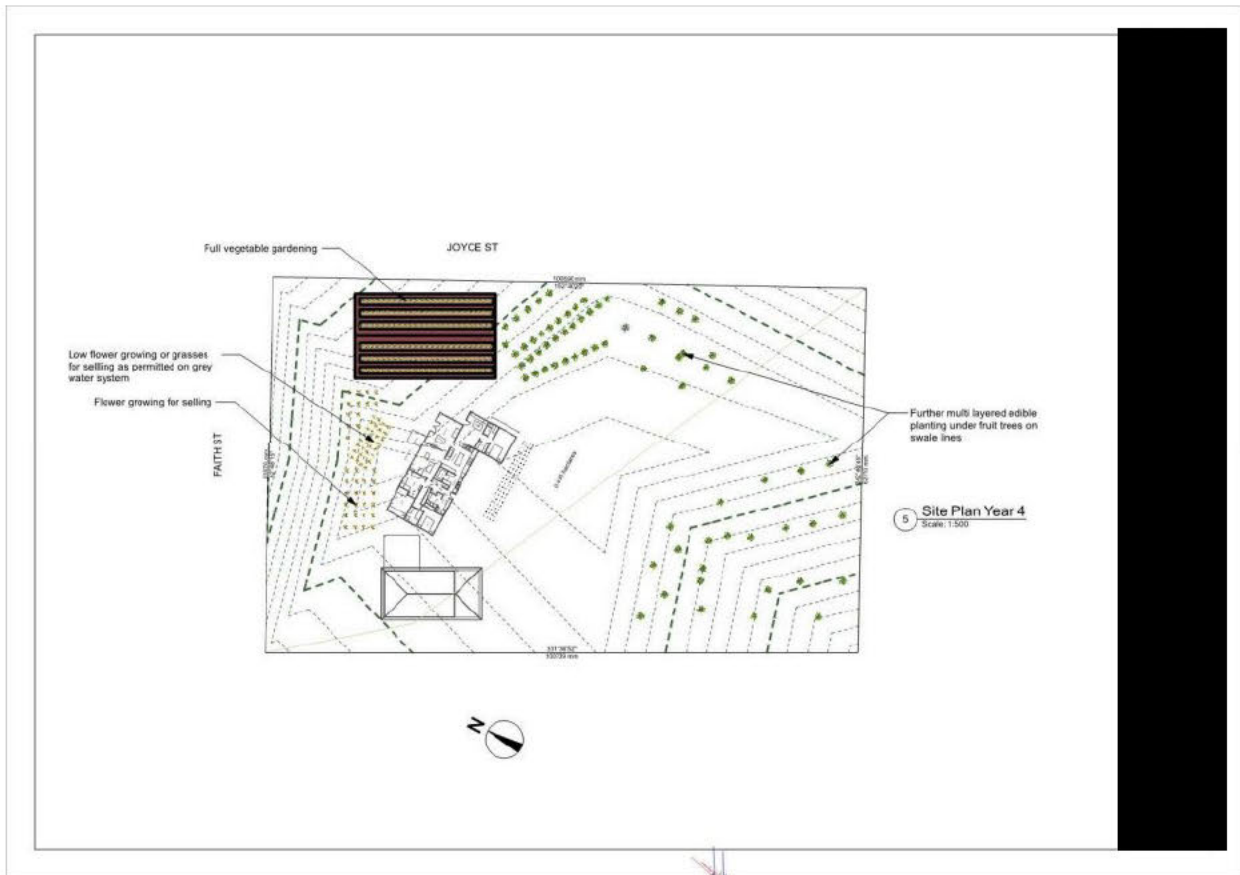 JOYCE ST
Full vegetable gardening
Low flower growing or grasses
for sellling as permitted on grey
water system
Flower growing for selling
FAITH ST
Further multi layered edible
planting under fruit trees on
swale lines
5
Site Plan Year 4
Scale: 1:500
N